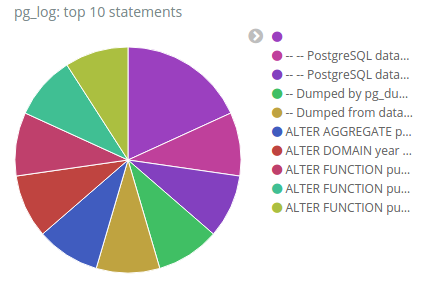 pg_log: top 10 statements
-- -- PostgreSQL data...
-- -- PostgreSQL data...
-- Dumped by pg_du...
-- Dumped from data...
ALTER AGGREGATE p...
ALTER DOMAIN year ...
ALTER FUNCTION pu...
ALTER FUNCTION pu...
ALTER FUNCTION pu...